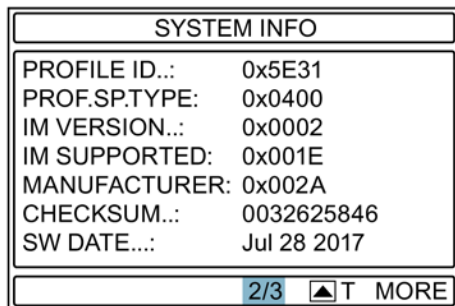 SYSTEM INFO
PROFILE ID..: 0x5E31
PROF.SP.TYPE: 0x0400
IM VERSION..: 0x0002
IM SUPPORTED: 0x001E
MANUFACTURER: 0x002A
CHECKSUM..: 0032625846
SW DATE...: Jul 28 2017
2/3 ▲T MORE